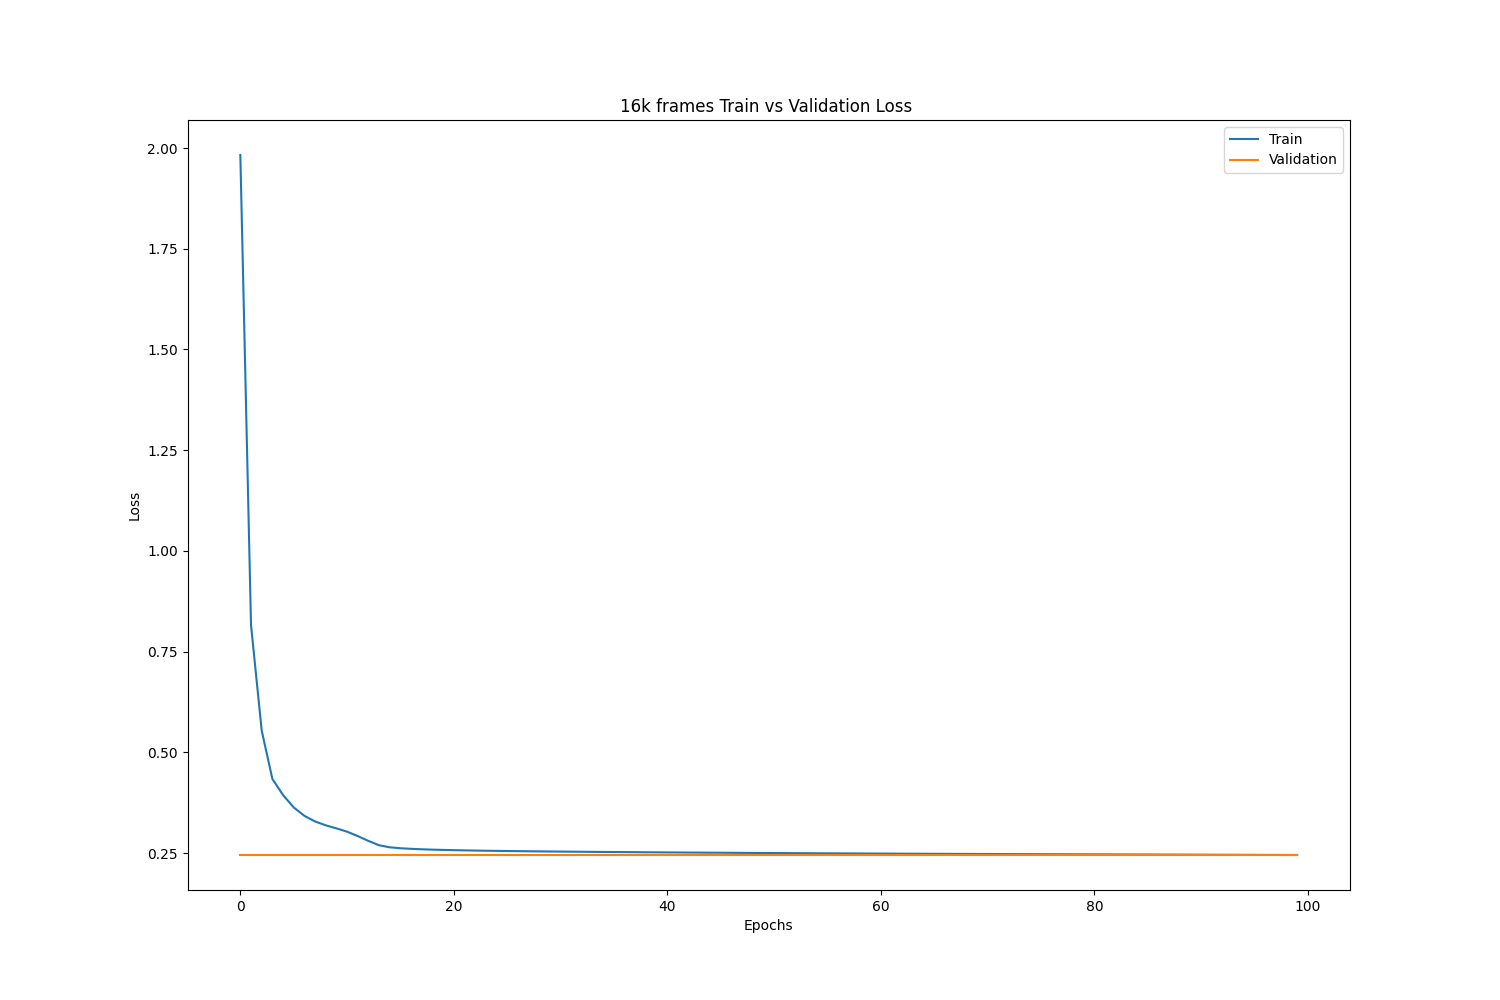 16k frames Train vs Validation Loss
Train
Validation
2.00
1.75
1.50
1.25
1.00
0.75
0.50
0.25
Loss
0 20 40 60 80 100
Epochs